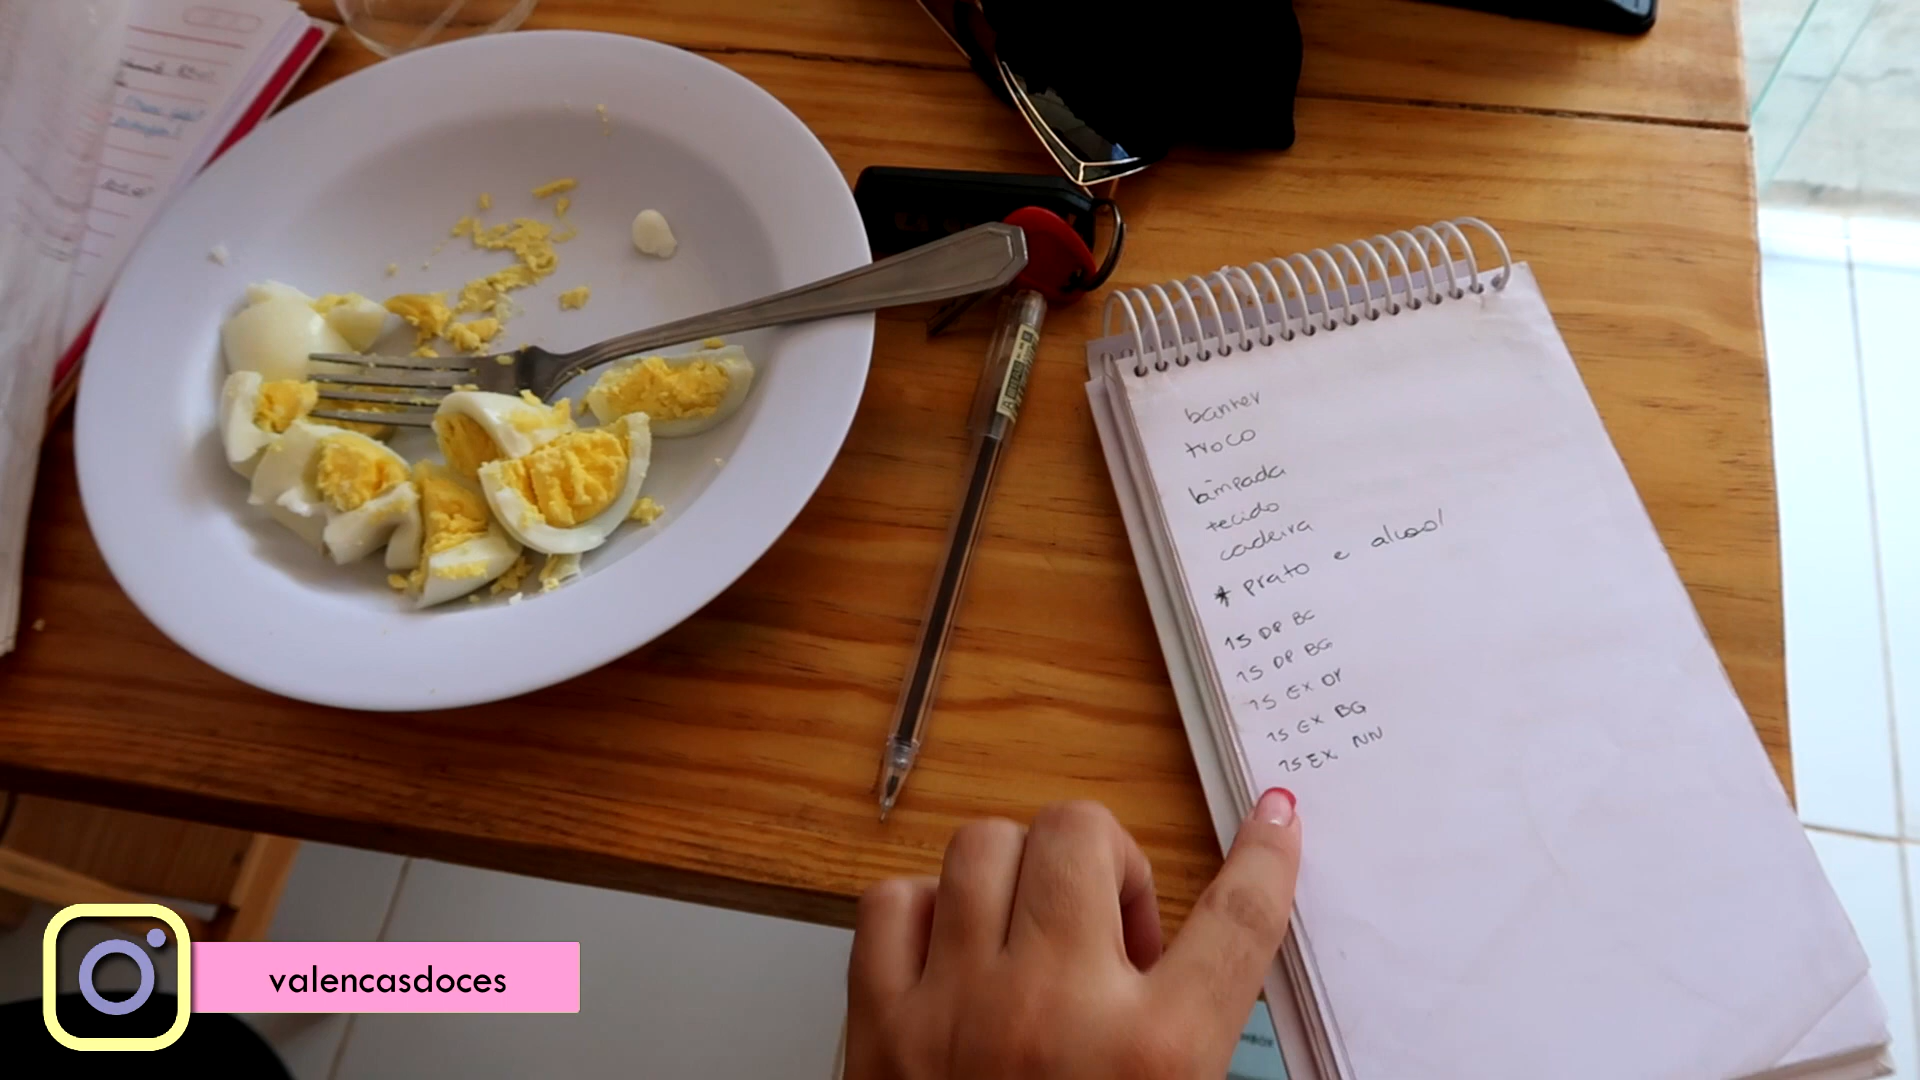 banner
troco
lâmpada
tecido
cadeira
* prato e alcool
15 DP BC
15 DP BG
15 EX OY
15 EX BG
15 EX NN
valencasdoces